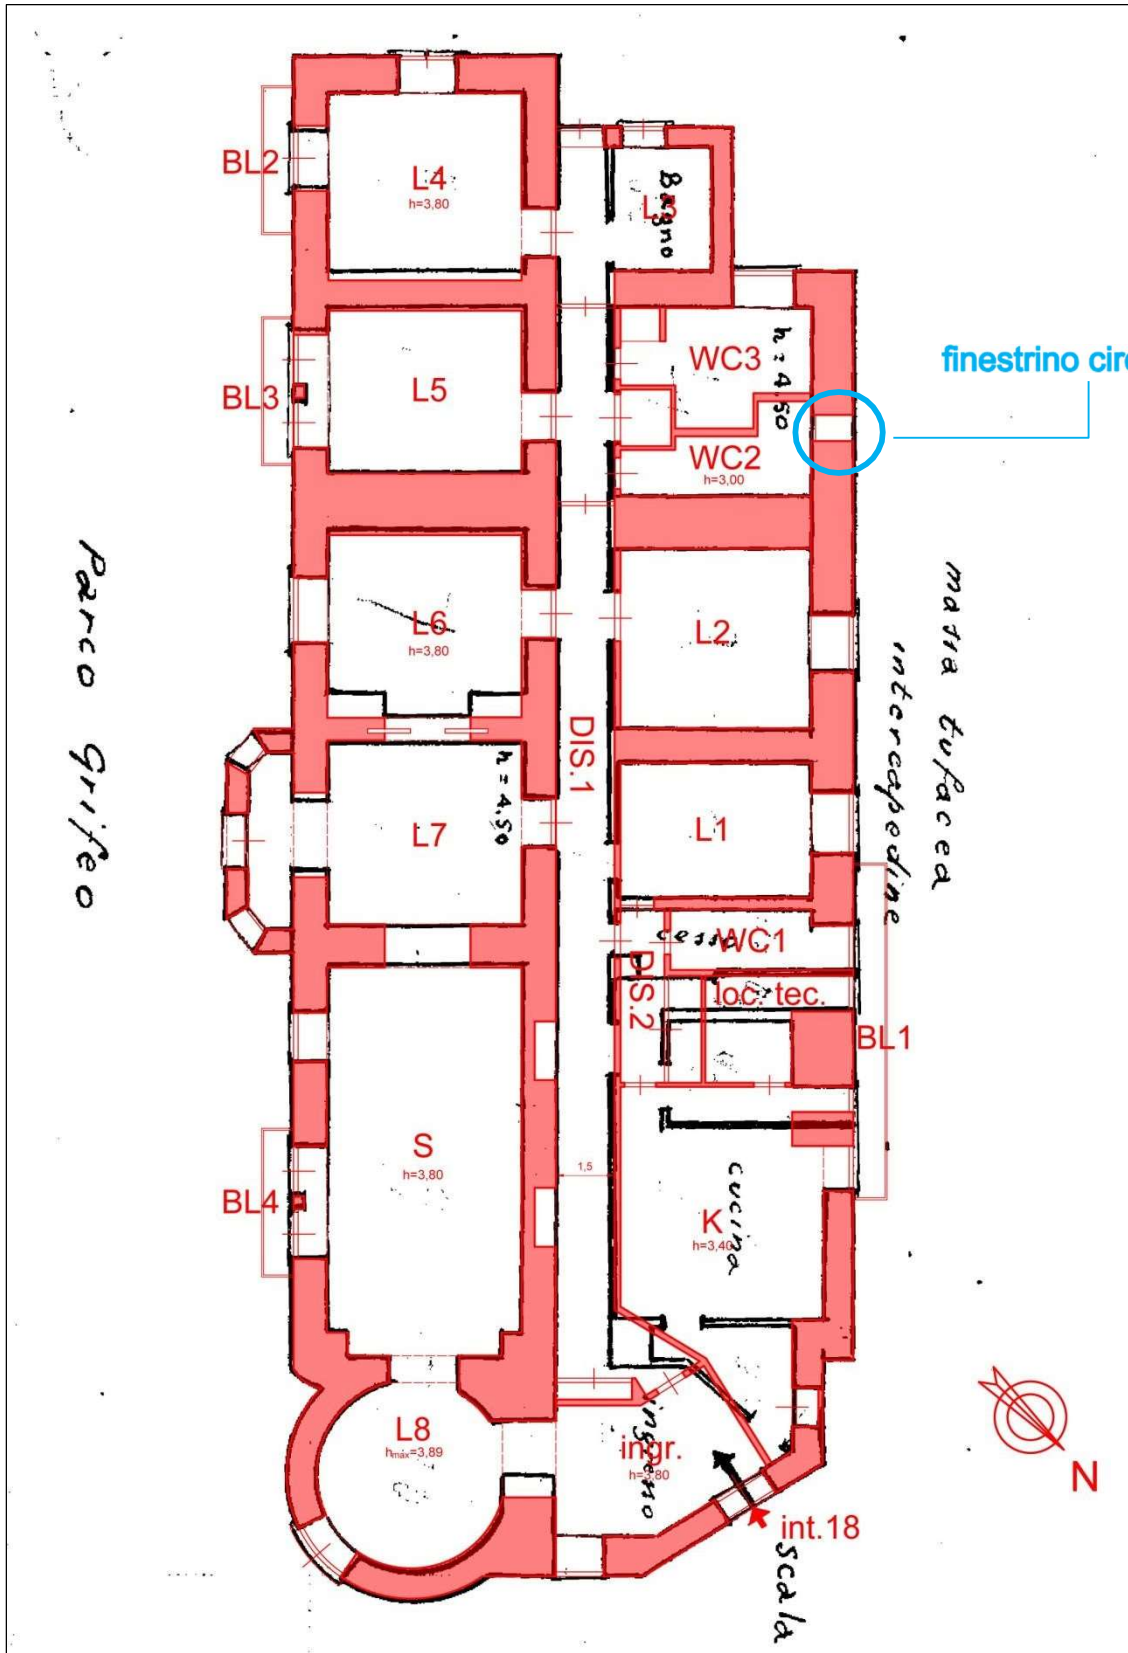 BL2
L4
h=3,80
Bagno
L3
BL3
L5
WC3
h = 4.50
finestrino circ
WC2
h=3,00
L6
h=3,80
L2
DIS.1
L7
h = 4.50
L1
massa tufacea
intercapedine
Parco Grifeo
cesso
WC1
DIS.2
loc. tec.
BL1
S
h=3,80
1,5
BL4
cucina
K
h=3,40
L8
hmax=3,89
ingr.
h=3,80
ingresso
int.18
scala
N